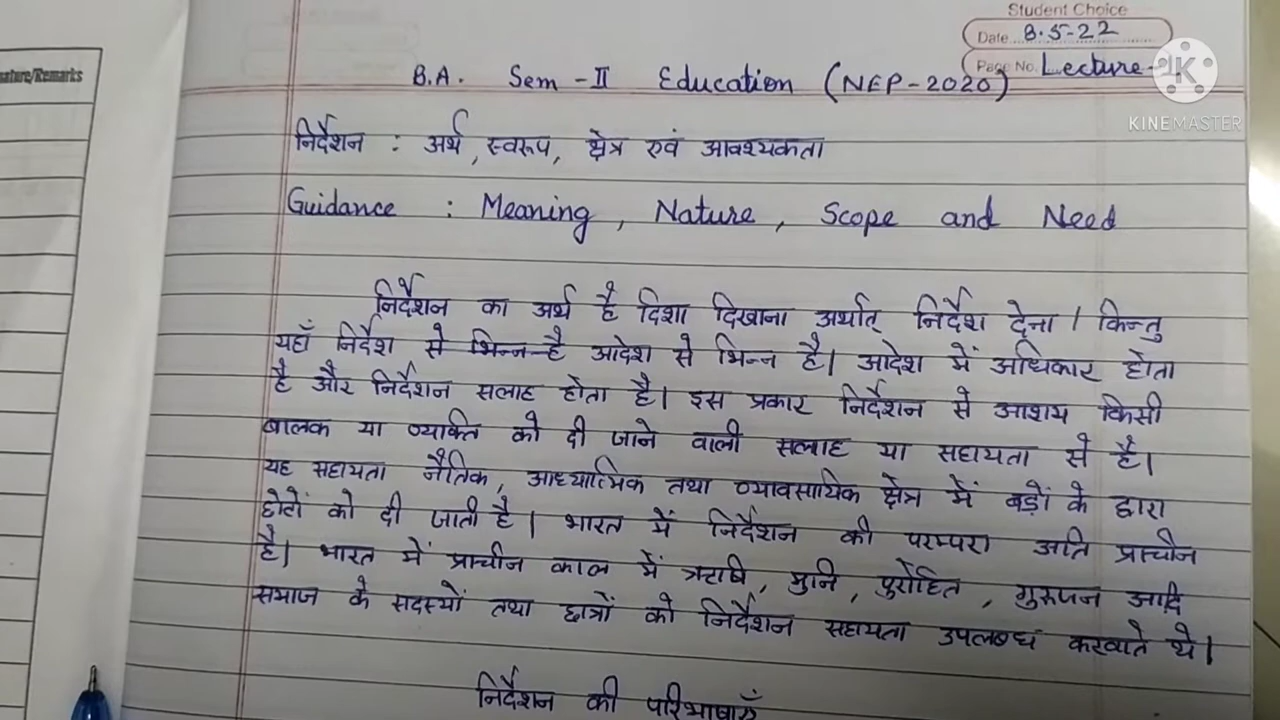 Student Choice
nature/Remarks
Date 8.5-22
Page No. Lecture-
K
KINEMASTER
B.A. Sem -II Education (NEP-2020)
निर्देशन : अर्थ, स्वरूप, क्षेत्र एवं आवश्यकता
Guidance : Meaning, Nature, Scope and Need
निर्देशन का अर्थ है दिशा दिखाना अर्थात् निर्देश देना। किन्तु
यहाँ निर्देश से भिन्न है आदेश से भिन्न है। आदेश में अधिकार होता
है और निर्देशन सलाह होता है। इस प्रकार निर्देशन से आशय किसी
बालक या व्यक्ति को दी जाने वाली सलाह या सहायता से है।
यह सहायता नैतिक, आध्यात्मिक तथा व्यावसायिक क्षेत्र में बड़ों के द्वारा
छोटों को दी जाती है। भारत में निर्देशन की परम्परा अति प्राचीन
है। भारत में प्राचीन काल में ऋषि, मुनि, पुरोहित, गुरुजन आदि
समाज के सदस्यों तथा छात्रों को निर्देशन सहायता उपलब्ध करवाते थे।
निर्देशन की परिभाषाएँ